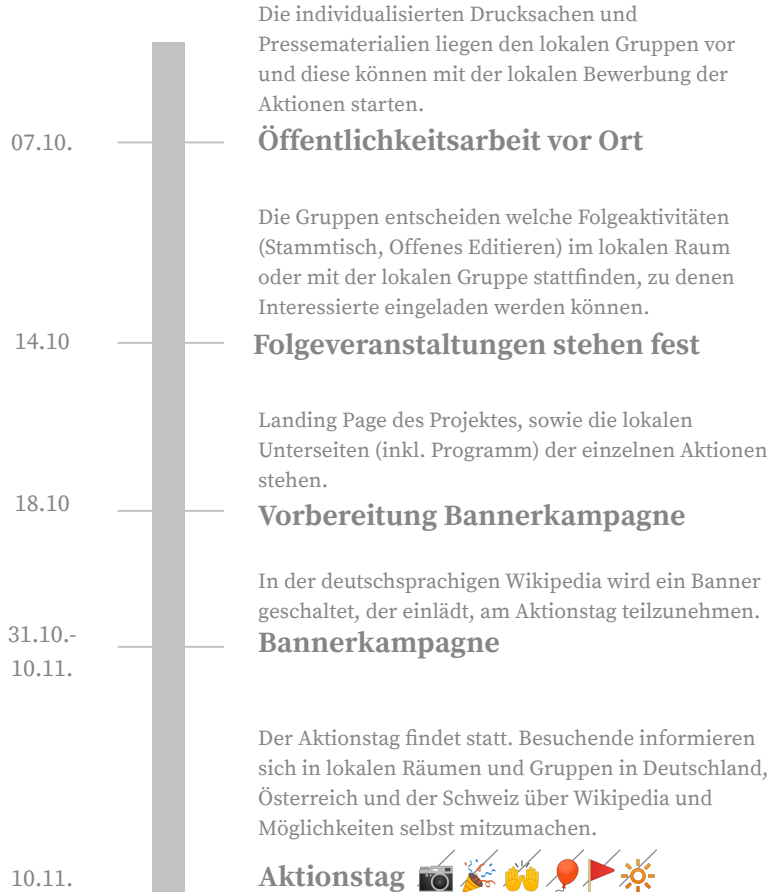 Die individualisierten Drucksachen und
Pressematerialien liegen den lokalen Gruppen vor
und diese können mit der lokalen Bewerbung der
Aktionen starten.
07.10.
Öffentlichkeitsarbeit vor Ort
Die Gruppen entscheiden welche Folgeaktivitäten
(Stammtisch, Offenes Editieren) im lokalen Raum
oder mit der lokalen Gruppe stattfinden, zu denen
Interessierte eingeladen werden können.
14.10
Folgeveranstaltungen stehen fest
Landing Page des Projektes, sowie die lokalen
Unterseiten (inkl. Programm) der einzelnen Aktionen
stehen.
18.10
Vorbereitung Bannerkampagne
In der deutschsprachigen Wikipedia wird ein Banner
geschaltet, der einlädt, am Aktionstag teilzunehmen.
31.10.-
10.11.
Bannerkampagne
Der Aktionstag findet statt. Besuchende informieren
sich in lokalen Räumen und Gruppen in Deutschland,
Österreich und der Schweiz über Wikipedia und
Möglichkeiten selbst mitzumachen.
10.11.
Aktionstag 📷 🎉 🙌 🎈 🚩 🔆